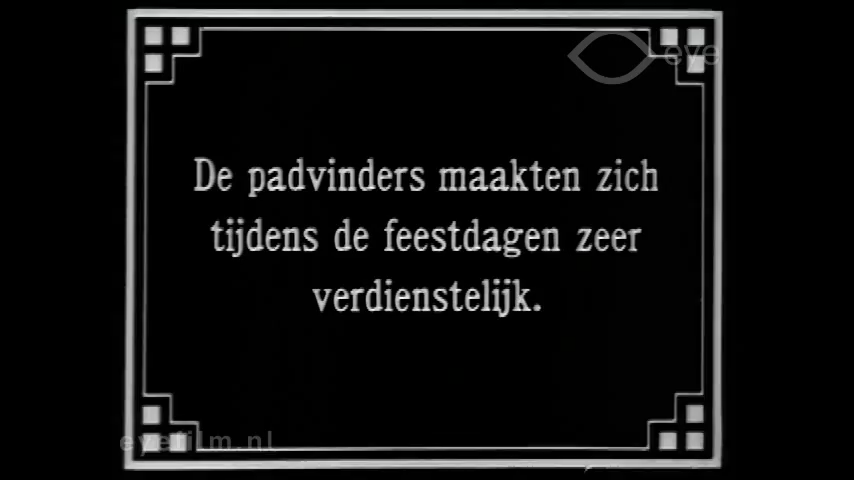 eye
De padvinders maakten zich
tijdens de feestdagen zeer
verdienstelijk.
eyefilm.nl